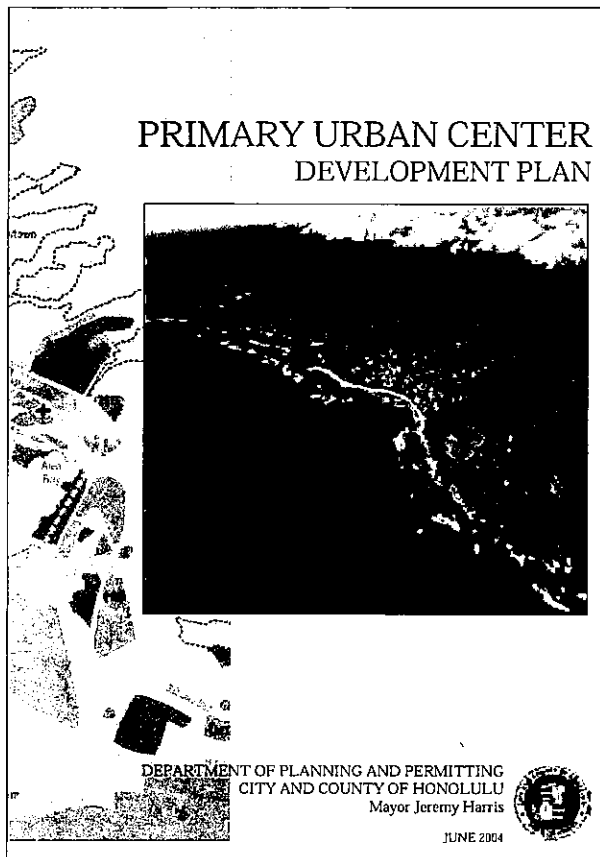 PRIMARY URBAN CENTER
DEVELOPMENT PLAN
DEPARTMENT OF PLANNING AND PERMITTING
CITY AND COUNTY OF HONOLULU
Mayor Jeremy Harris
JUNE 2004